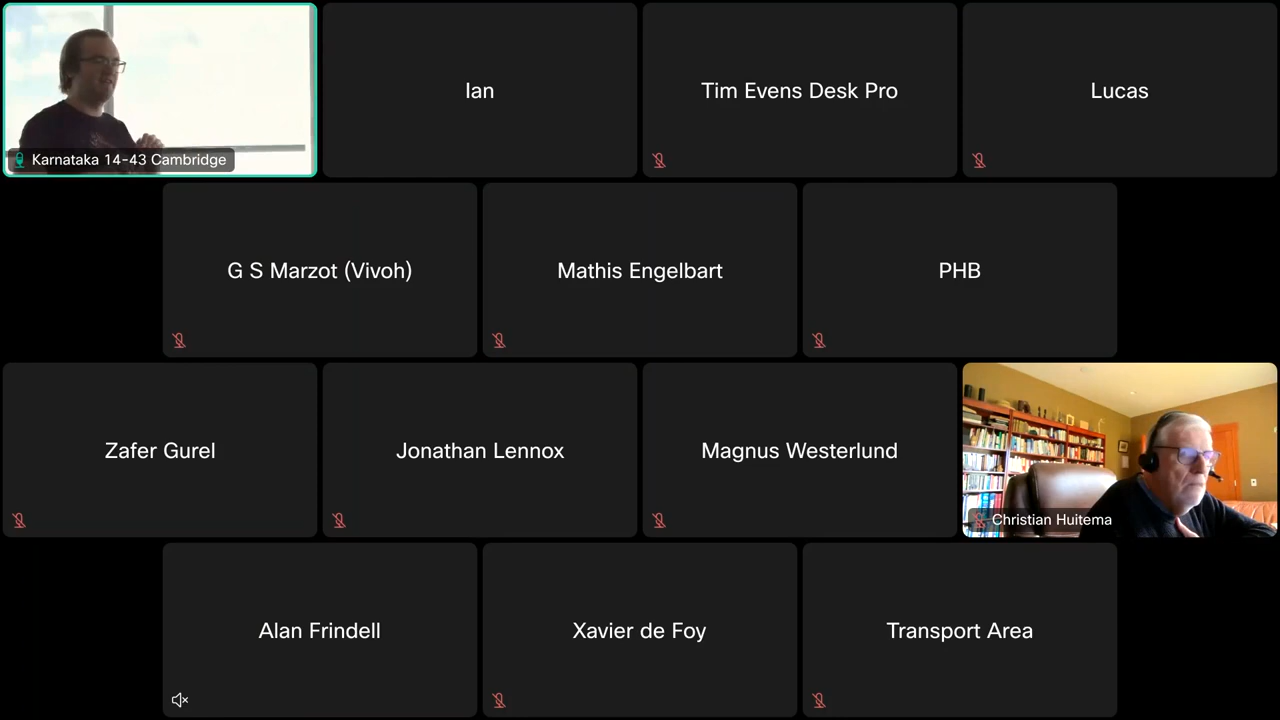 Karnataka 14-43 Cambridge
Ian
Tim Evens Desk Pro
Lucas
G S Marzot (Vivoh)
Mathis Engelbart
PHB
Zafer Gurel
Jonathan Lennox
Magnus Westerlund
Christian Huitema
Alan Frindell
Xavier de Foy
Transport Area